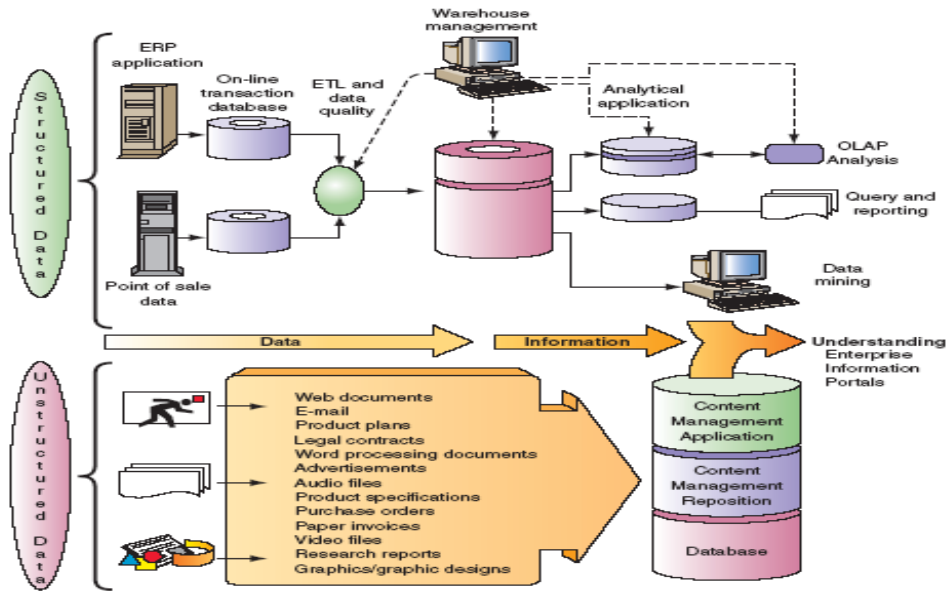 Structured Data
ERP
application
On-line
transaction
database
ETL and
data
quality
Warehouse
management
Analytical
application
OLAP
Analysis
Query and
reporting
Point of sale
data
Data
mining
Data
Information
Understanding
Enterprise
Information
Portals
Unstructured Data
Web documents
E-mail
Product plans
Legal contracts
Word processing documents
Advertisements
Audio files
Product specifications
Purchase orders
Paper invoices
Video files
Research reports
Graphics/graphic designs
Content
Management
Application
Content
Management
Reposition
Database